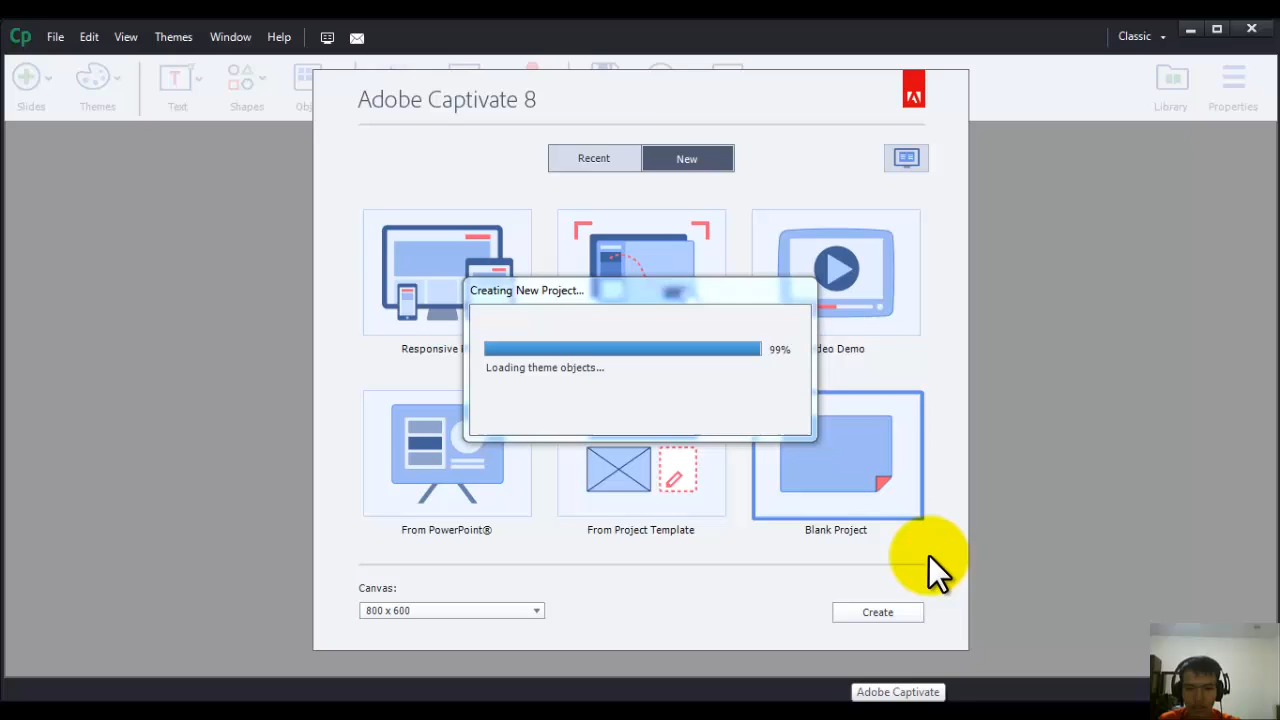 Cp File Edit View Themes Window Help Classic
Slides Themes Text Shapes Library Properties
Adobe Captivate 8
Recent New
Creating New Project...
99%
Loading theme objects...
Responsive
From PowerPoint® From Project Template Blank Project
Canvas:
800 x 600 Create
Adobe Captivate